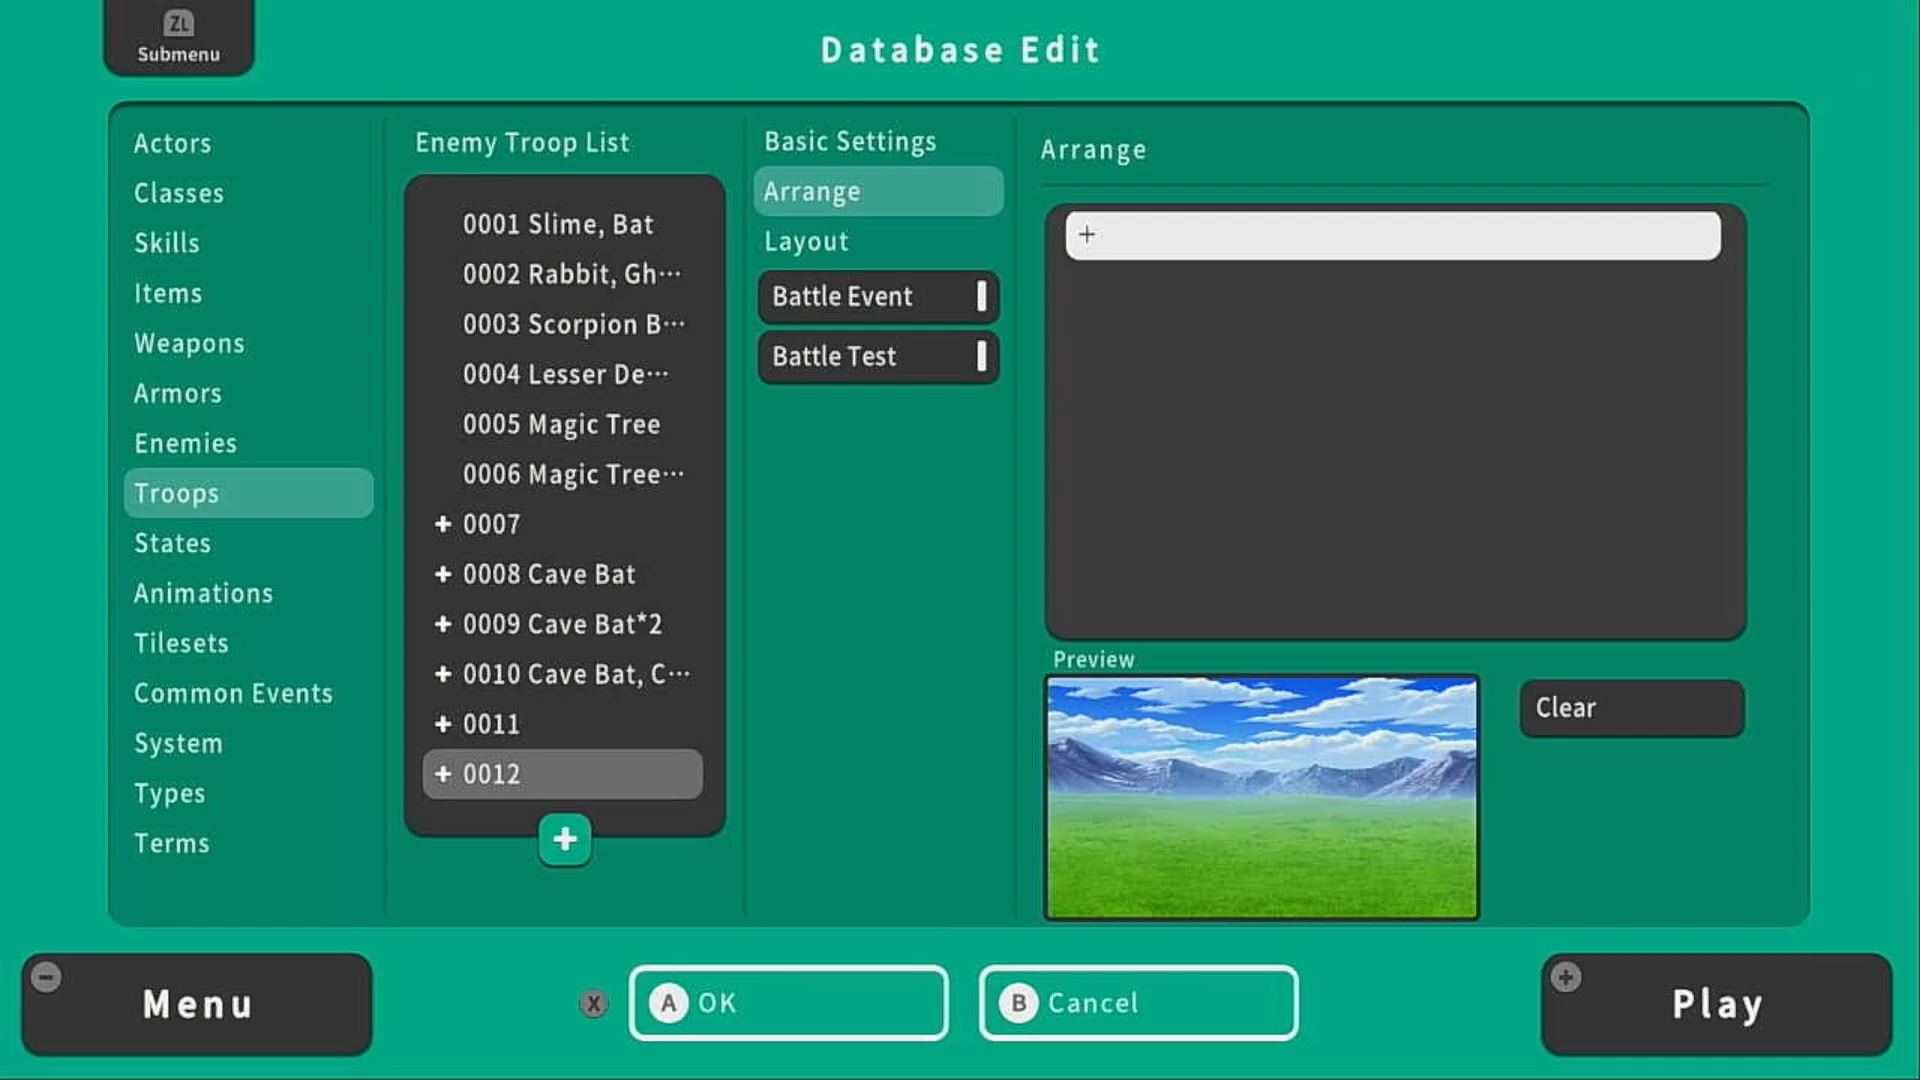 ZL
Submenu
Database Edit
Actors
Classes
Skills
Items
Weapons
Armors
Enemies
Troops
States
Animations
Tilesets
Common Events
System
Types
Terms
Enemy Troop List
0001 Slime, Bat
0002 Rabbit, Gh…
0003 Scorpion B…
0004 Lesser De…
0005 Magic Tree
0006 Magic Tree…
+ 0007
+ 0008 Cave Bat
+ 0009 Cave Bat*2
+ 0010 Cave Bat, C…
+ 0011
+ 0012
+
Basic Settings
Arrange
Layout
Battle Event
Battle Test
Arrange
+
Preview
Clear
- Menu
X
A OK
B Cancel
+ Play